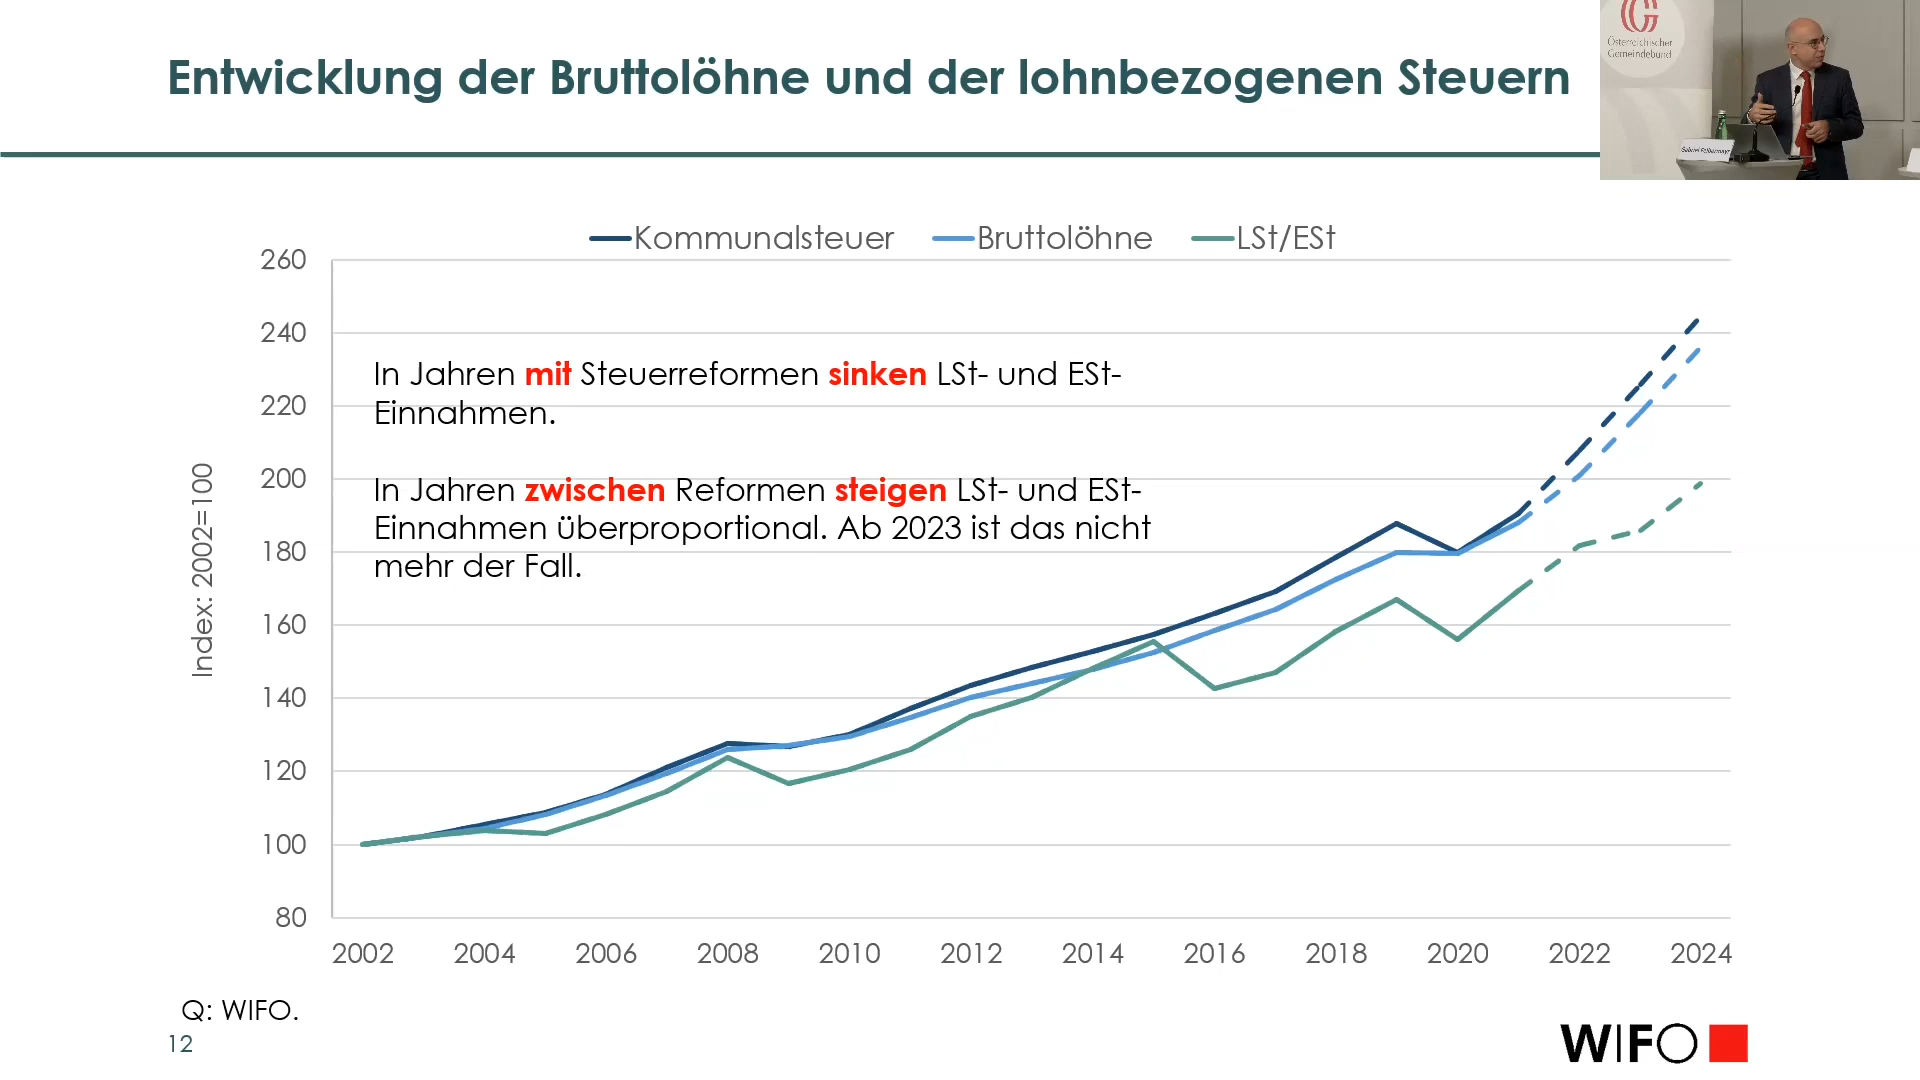 Entwicklung der Bruttolöhne und der lohnbezogenen Steuern
Österreichischer
Gemeindebund
Gabriel Felbermayr
Kommunalsteuer
Bruttolöhne
LSt/ESt
Index: 2002=100
260
240
220
200
180
160
140
120
100
80
In Jahren mit Steuerreformen sinken LSt- und ESt-
Einnahmen.
In Jahren zwischen Reformen steigen LSt- und ESt-
Einnahmen überproportional. Ab 2023 ist das nicht
mehr der Fall.
2002 2004 2006 2008 2010 2012 2014 2016 2018 2020 2022 2024
Q: WIFO.
12
WIFO